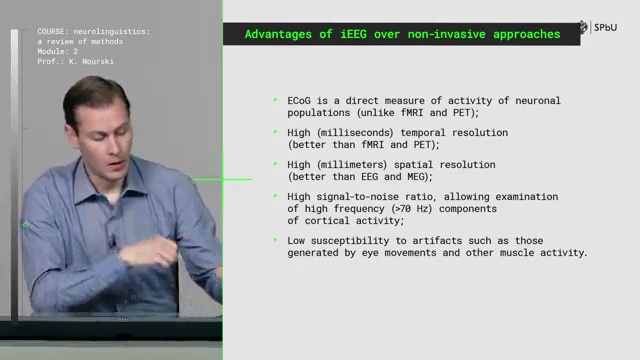 COURSE: neurolinguistics:
a review of methods
Module: 2
Prof.: K. Nourski
Advantages of iEEG over non-invasive approaches
SPbU
ECoG is a direct measure of activity of neuronal
populations (unlike fMRI and PET);
High (milliseconds) temporal resolution
(better than fMRI and PET);
High (millimeters) spatial resolution
(better than EEG and MEG);
High signal-to-noise ratio, allowing examination
of high frequency (>70 Hz) components
of cortical activity;
Low susceptibility to artifacts such as those
generated by eye movements and other muscle activity.